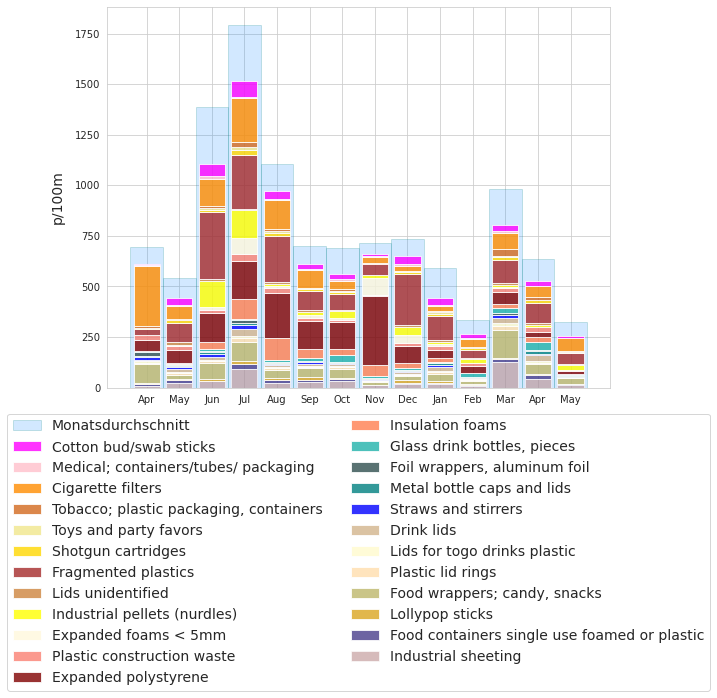 1750
1500
1250
1000
750
500
250
0
p/100m
Apr May Jun Jul Aug Sep Oct Nov Dec Jan Feb Mar Apr May
Monatsdurchschnitt
Cotton bud/swab sticks
Medical; containers/tubes/ packaging
Cigarette filters
Tobacco; plastic packaging, containers
Toys and party favors
Shotgun cartridges
Fragmented plastics
Lids unidentified
Industrial pellets (nurdles)
Expanded foams < 5mm
Plastic construction waste
Expanded polystyrene
Insulation foams
Glass drink bottles, pieces
Foil wrappers, aluminum foil
Metal bottle caps and lids
Straws and stirrers
Drink lids
Lids for togo drinks plastic
Plastic lid rings
Food wrappers; candy, snacks
Lollypop sticks
Food containers single use foamed or plastic
Industrial sheeting